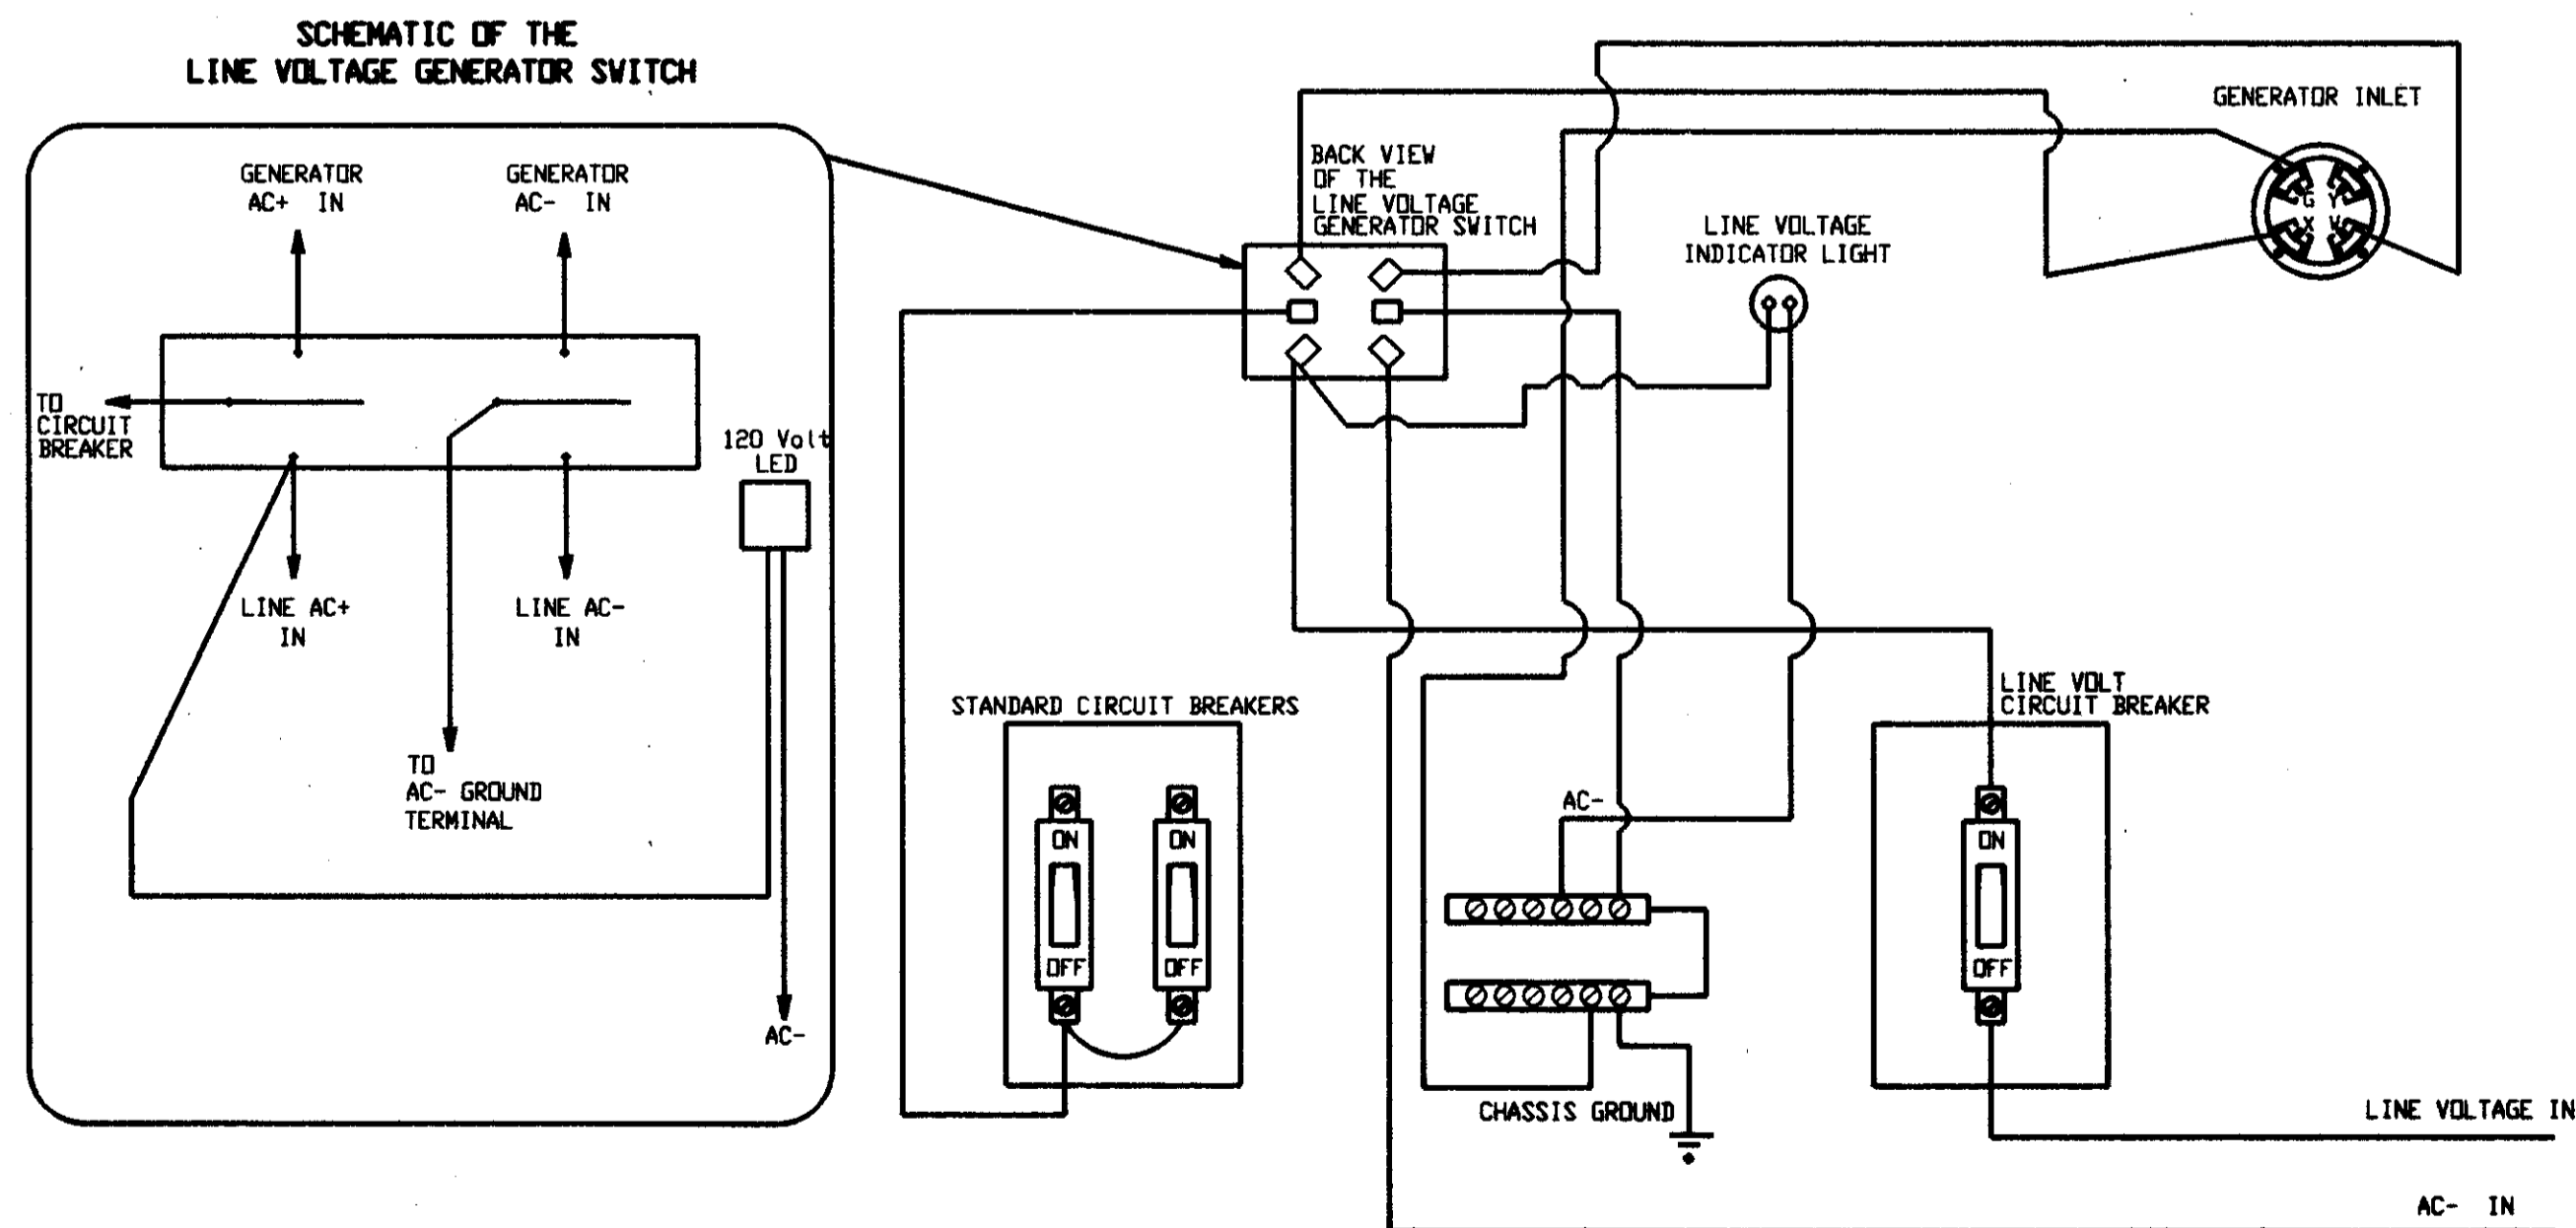 SCHEMATIC OF THE
LINE VOLTAGE GENERATOR SWITCH
GENERATOR
AC+ IN
GENERATOR
AC- IN
TO
CIRCUIT
BREAKER
120 Volt
LED
LINE AC+
IN
LINE AC-
IN
TO
AC- GROUND
TERMINAL
AC-
BACK VIEW
OF THE
LINE VOLTAGE
GENERATOR SWITCH
GENERATOR INLET
G Y
X W
LINE VOLTAGE
INDICATOR LIGHT
STANDARD CIRCUIT BREAKERS
ON
ON
OFF
OFF
AC-
CHASSIS GROUND
LINE VOLT
CIRCUIT BREAKER
ON
OFF
LINE VOLTAGE IN
AC- IN